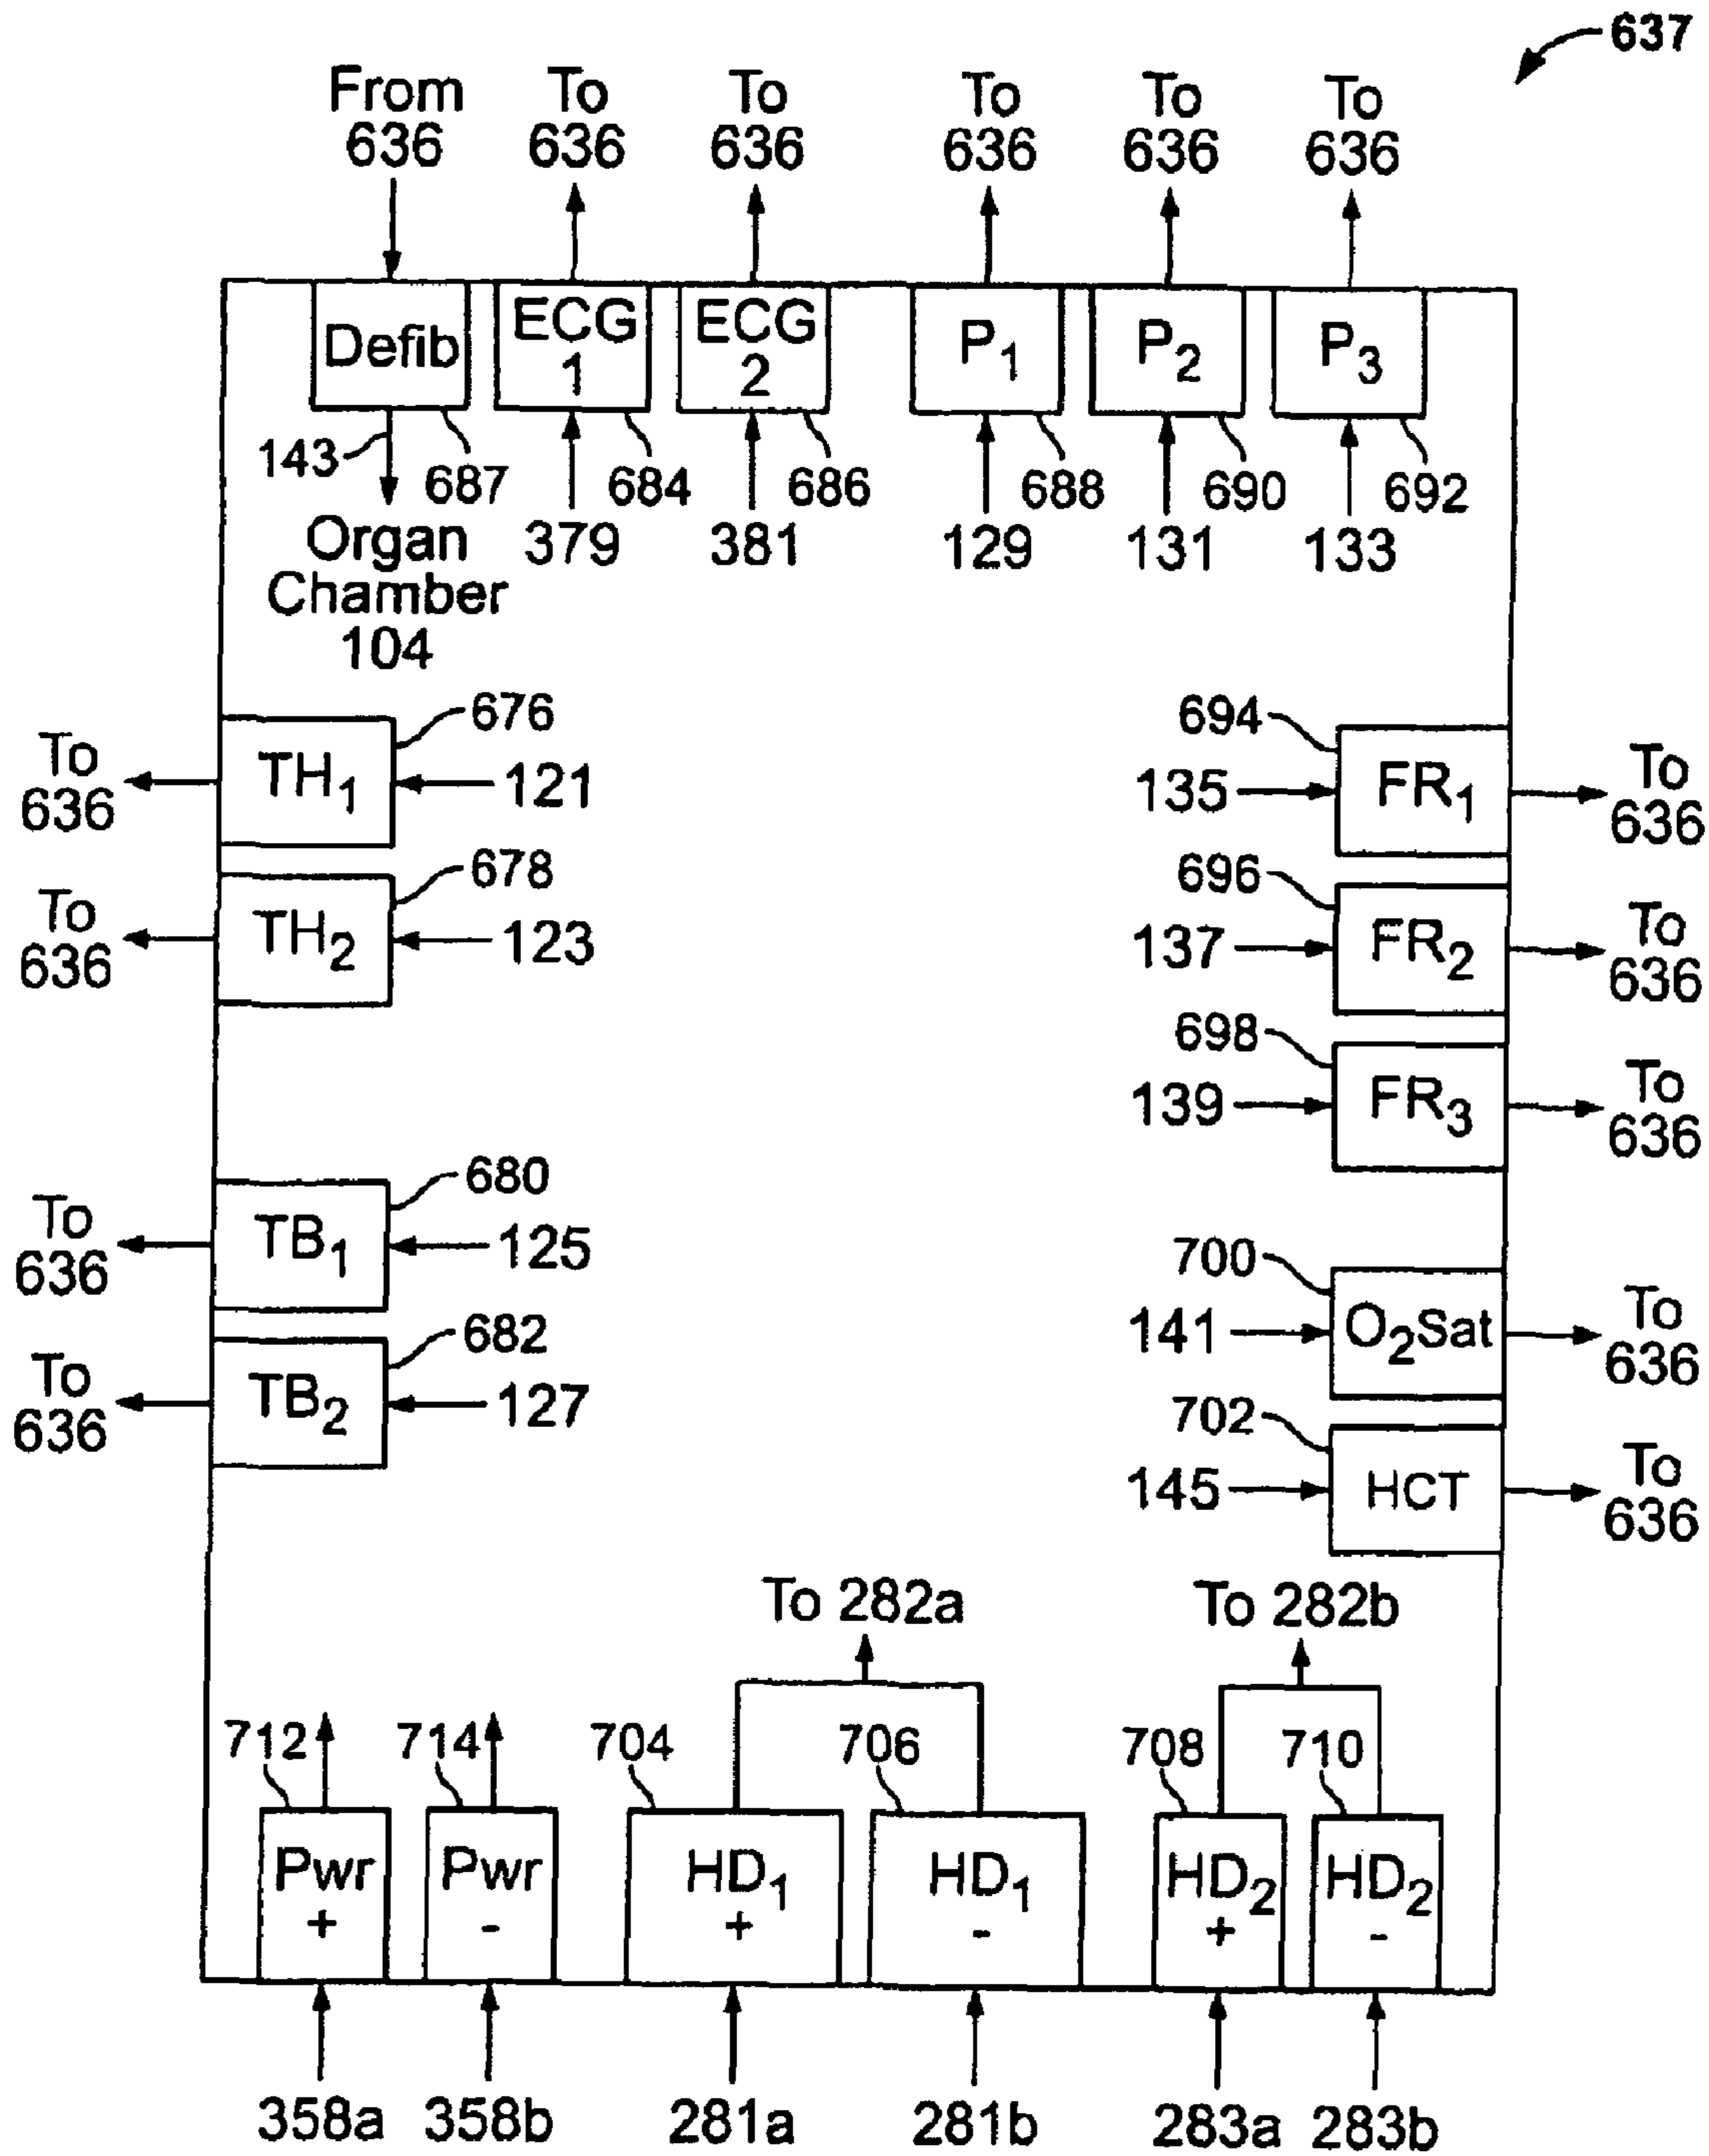 637
From
636
To
636
To
636
To
636
To
636
To
636
Defib
ECG
1
ECG
2
P1
P2
P3
143
687
684
686
688
690
692
Organ
Chamber
104
379
381
129
131
133
676
TH1
121
To
636
678
TH2
123
To
636
680
TB1
125
To
636
682
TB2
127
To
636
694
135
FR1
To
636
696
137
FR2
To
636
698
139
FR3
To
636
700
141
O2Sat
To
636
702
145
HCT
To
636
To 282a
To 282b
712
714
704
706
708
710
Pwr
+
Pwr
-
HD1
+
HD1
-
HD2
+
HD2
-
358a
358b
281a
281b
283a
283b